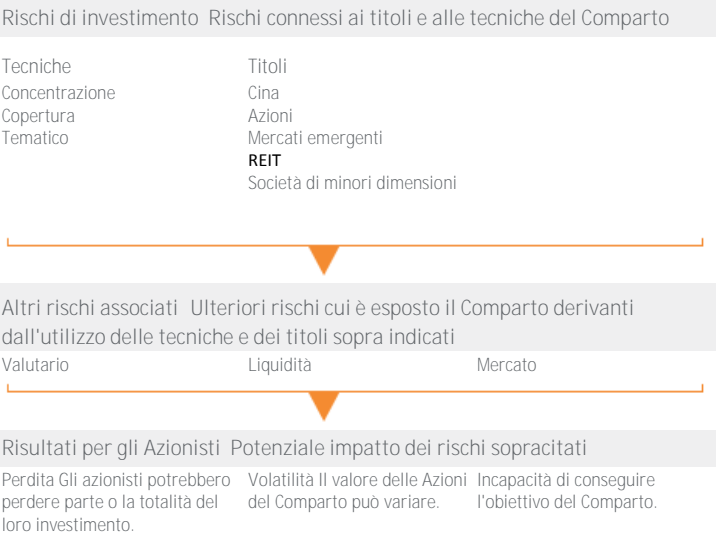 Rischi di investimento Rischi connessi ai titoli e alle tecniche del Comparto
Tecniche
Concentrazione
Copertura
Tematico
Titoli
Cina
Azioni
Mercati emergenti
REIT
Società di minori dimensioni
Altri rischi associati Ulteriori rischi cui è esposto il Comparto derivanti
dall'utilizzo delle tecniche e dei titoli sopra indicati
Valutario
Liquidità
Mercato
Risultati per gli Azionisti Potenziale impatto dei rischi sopracitati
Perdita Gli azionisti potrebbero
perdere parte o la totalità del
loro investimento.
Volatilità Il valore delle Azioni
del Comparto può variare.
Incapacità di conseguire
l'obiettivo del Comparto.